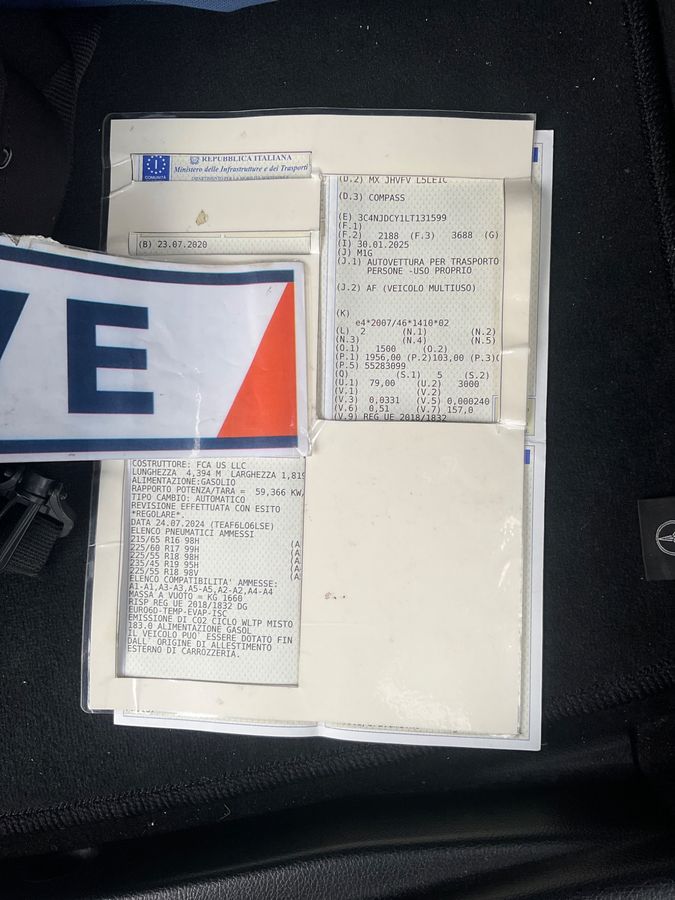 I
COMUNITÀ
REPUBBLICA ITALIANA
Ministero delle Infrastrutture e dei Trasporti
(B) 23.07.2020
VE
COSTRUTTORE: FCA US LLC
LUNGHEZZA 4,394 M LARGHEZZA 1,819
ALIMENTAZIONE:GASOLIO
RAPPORTO POTENZA/TARA = 59,366 KW/
TIPO CAMBIO: AUTOMATICO
REVISIONE EFFETTUATA CON ESITO
*REGOLARE*.
DATA 24.07.2024 (TEAF6LO6LSE)
ELENCO PNEUMATICI AMMESSI
215/65 R16 98H (A
225/60 R17 99H (A
225/55 R18 98H (A
235/45 R19 95H (A
225/55 R18 98V (A
ELENCO COMPATIBILITA' AMMESSE:
A1-A1,A3-A3,A5-A5,A2-A2,A4-A4
MASSA A VUOTO = KG 1660
RISP REG UE 2018/1832 DG
EURO6D-TEMP-EVAP-ISC
EMISSIONE DI CO2 CICLO WLTP MISTO
183.0 ALIMENTAZIONE GASOL
IL VEICOLO PUO' ESSERE DOTATO FIN
DALL' ORIGINE DI ALLESTIMENTO
ESTERNO DI CARROZZERIA.
(D.2) MX JHVFV L5LEIC
(D.3) COMPASS
(E) 3C4NJDCY1LT131599
(F.1)
(F.2) 2188 (F.3) 3688 (G)
(I) 30.01.2025
(J) M1G
(J.1) AUTOVETTURA PER TRASPORTO
PERSONE -USO PROPRIO
(J.2) AF (VEICOLO MULTIUSO)
(K)
e4*2007/46*1410*02
(L) 2 (N.1) (N.2)
(N.3) (N.4) (N.5)
(O.1) 1500 (O.2)
(P.1) 1956,00 (P.2)103,00 (P.3)(
(P.5) 55283099
(Q) (S.1) 5 (S.2)
(U.1) 79,00 (U.2) 3000
(V.1) (V.2)
(V.3) 0,0331 (V.5) 0,000240
(V.6) 0,51 (V.7) 157,0
(V.9) REG UE 2018/1832